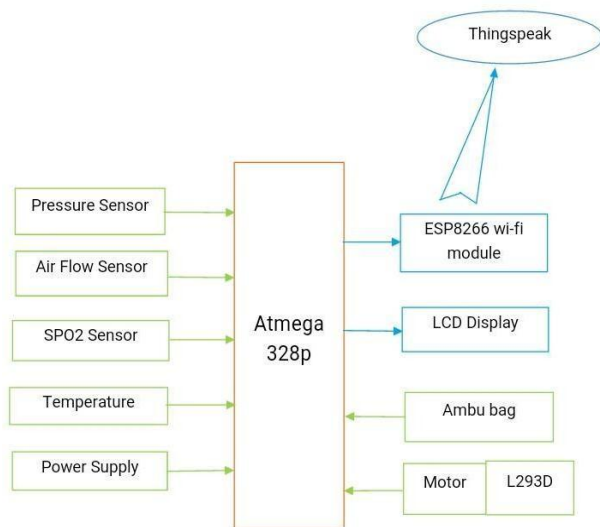 Thingspeak
Pressure Sensor
Air Flow Sensor
SPO2 Sensor
Temperature
Power Supply
Atmega
328p
ESP8266 wi-fi
module
LCD Display
Ambu bag
Motor
L293D